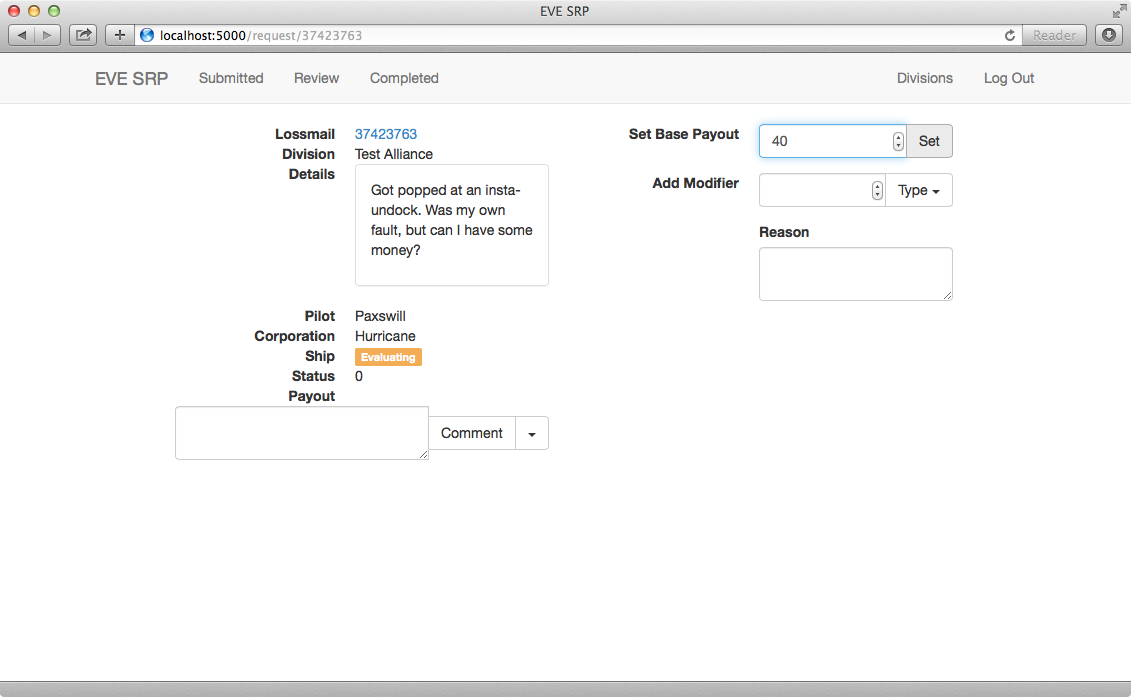 EVE SRP
localhost:5000/request/37423763
Reader
EVE SRP Submitted Review Completed Divisions Log Out
Lossmail 37423763
Division Test Alliance
Details
Got popped at an insta-
undock. Was my own
fault, but can I have some
money?
Pilot Paxswill
Corporation Hurricane
Ship Evaluating
Status 0
Payout
Comment
Set Base Payout 40 Set
Add Modifier Type
Reason